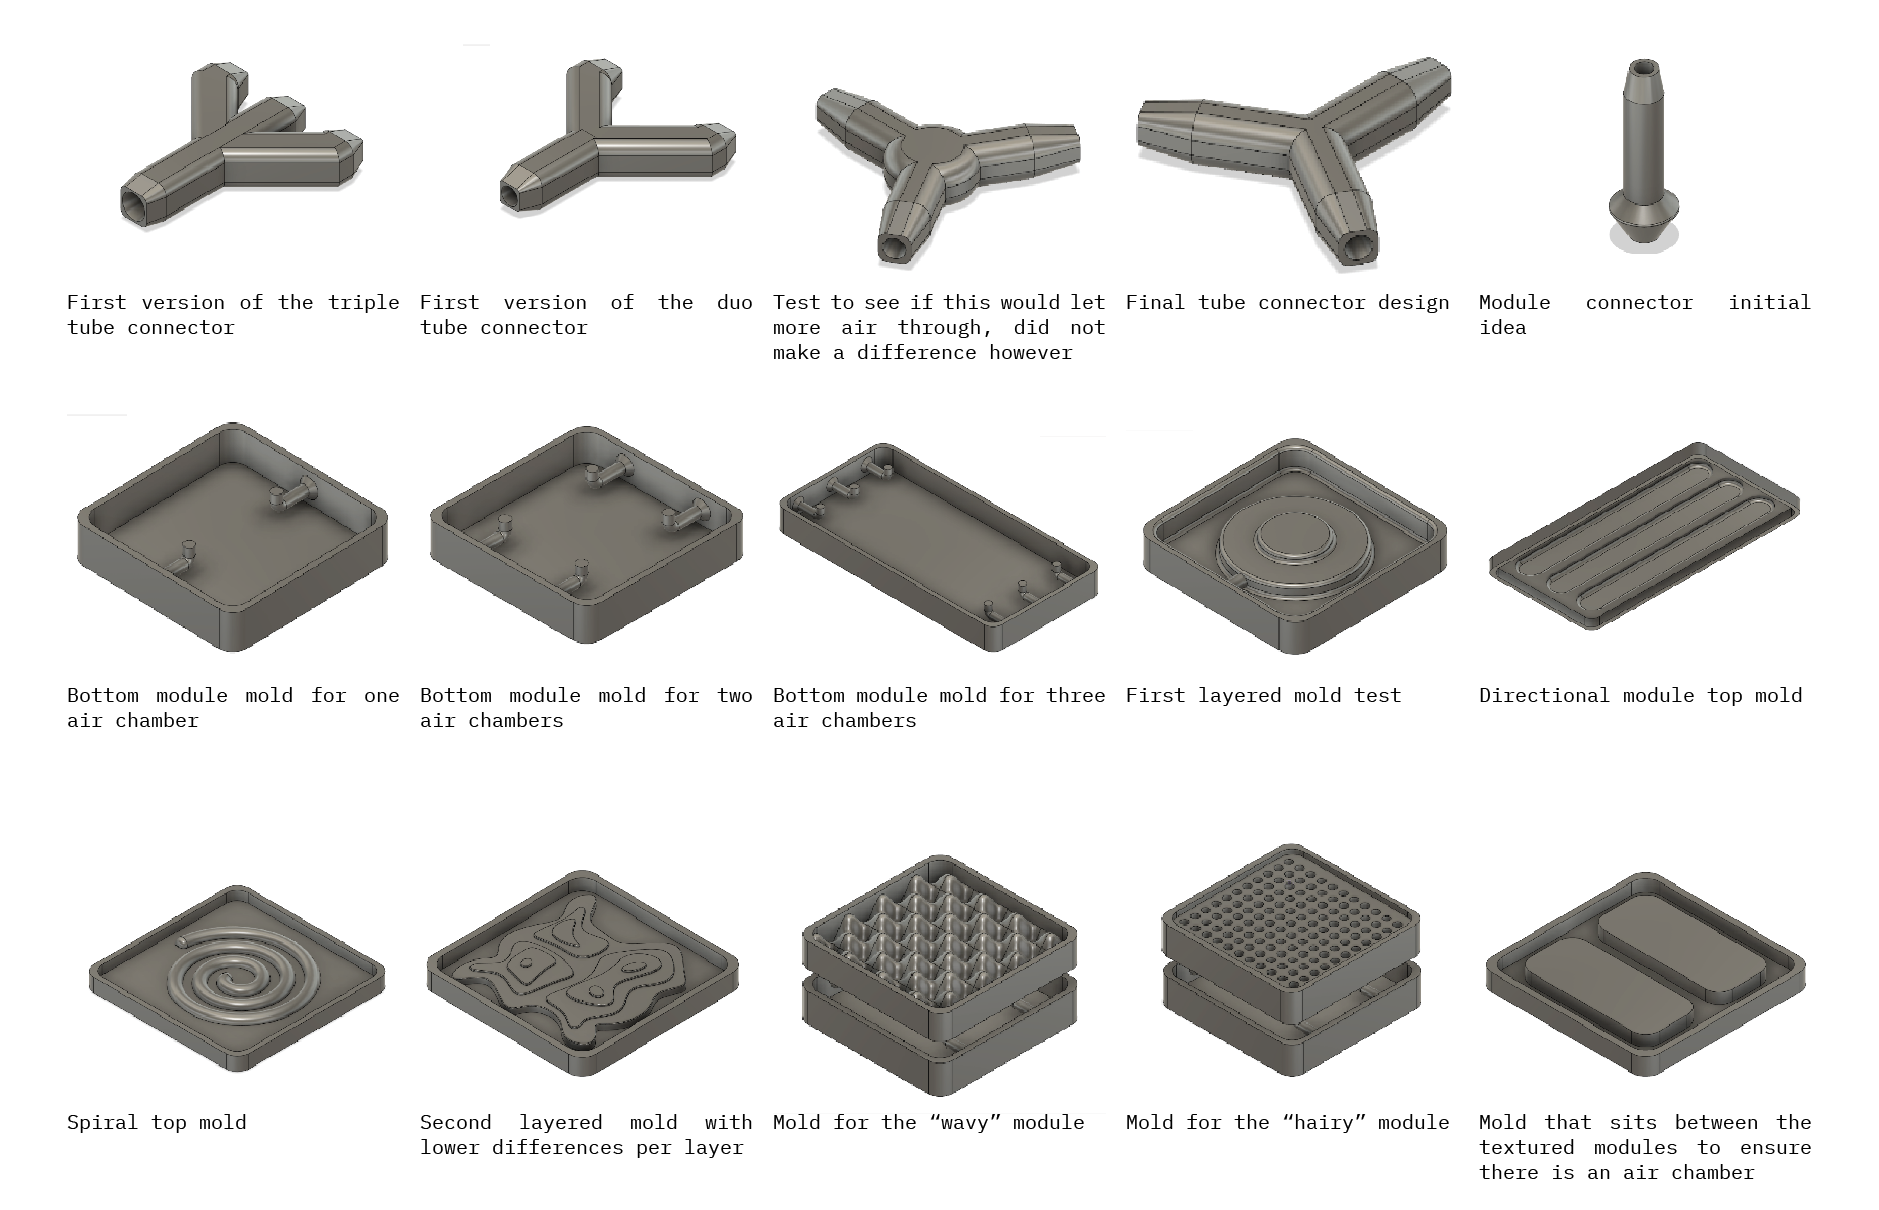 First version of the triple
tube connector
First version of the duo
tube connector
Test to see if this would let
more air through, did not
make a difference however
Final tube connector design
Module connector initial
idea
Bottom module mold for one
air chamber
Bottom module mold for two
air chambers
Bottom module mold for three
air chambers
First layered mold test
Directional module top mold
Spiral top mold
Second layered mold with
lower differences per layer
Mold for the “wavy” module
Mold for the “hairy” module
Mold that sits between the
textured modules to ensure
there is an air chamber